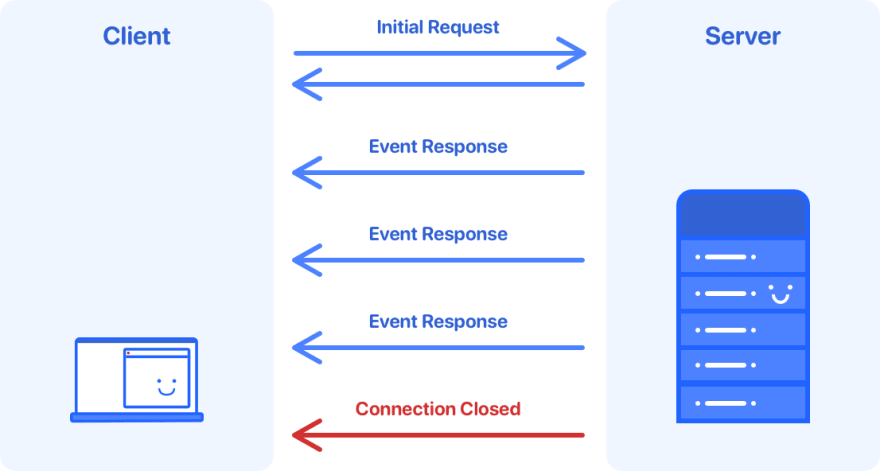 Client
Initial Request
Server
Event Response
Event Response
Event Response
Connection Closed